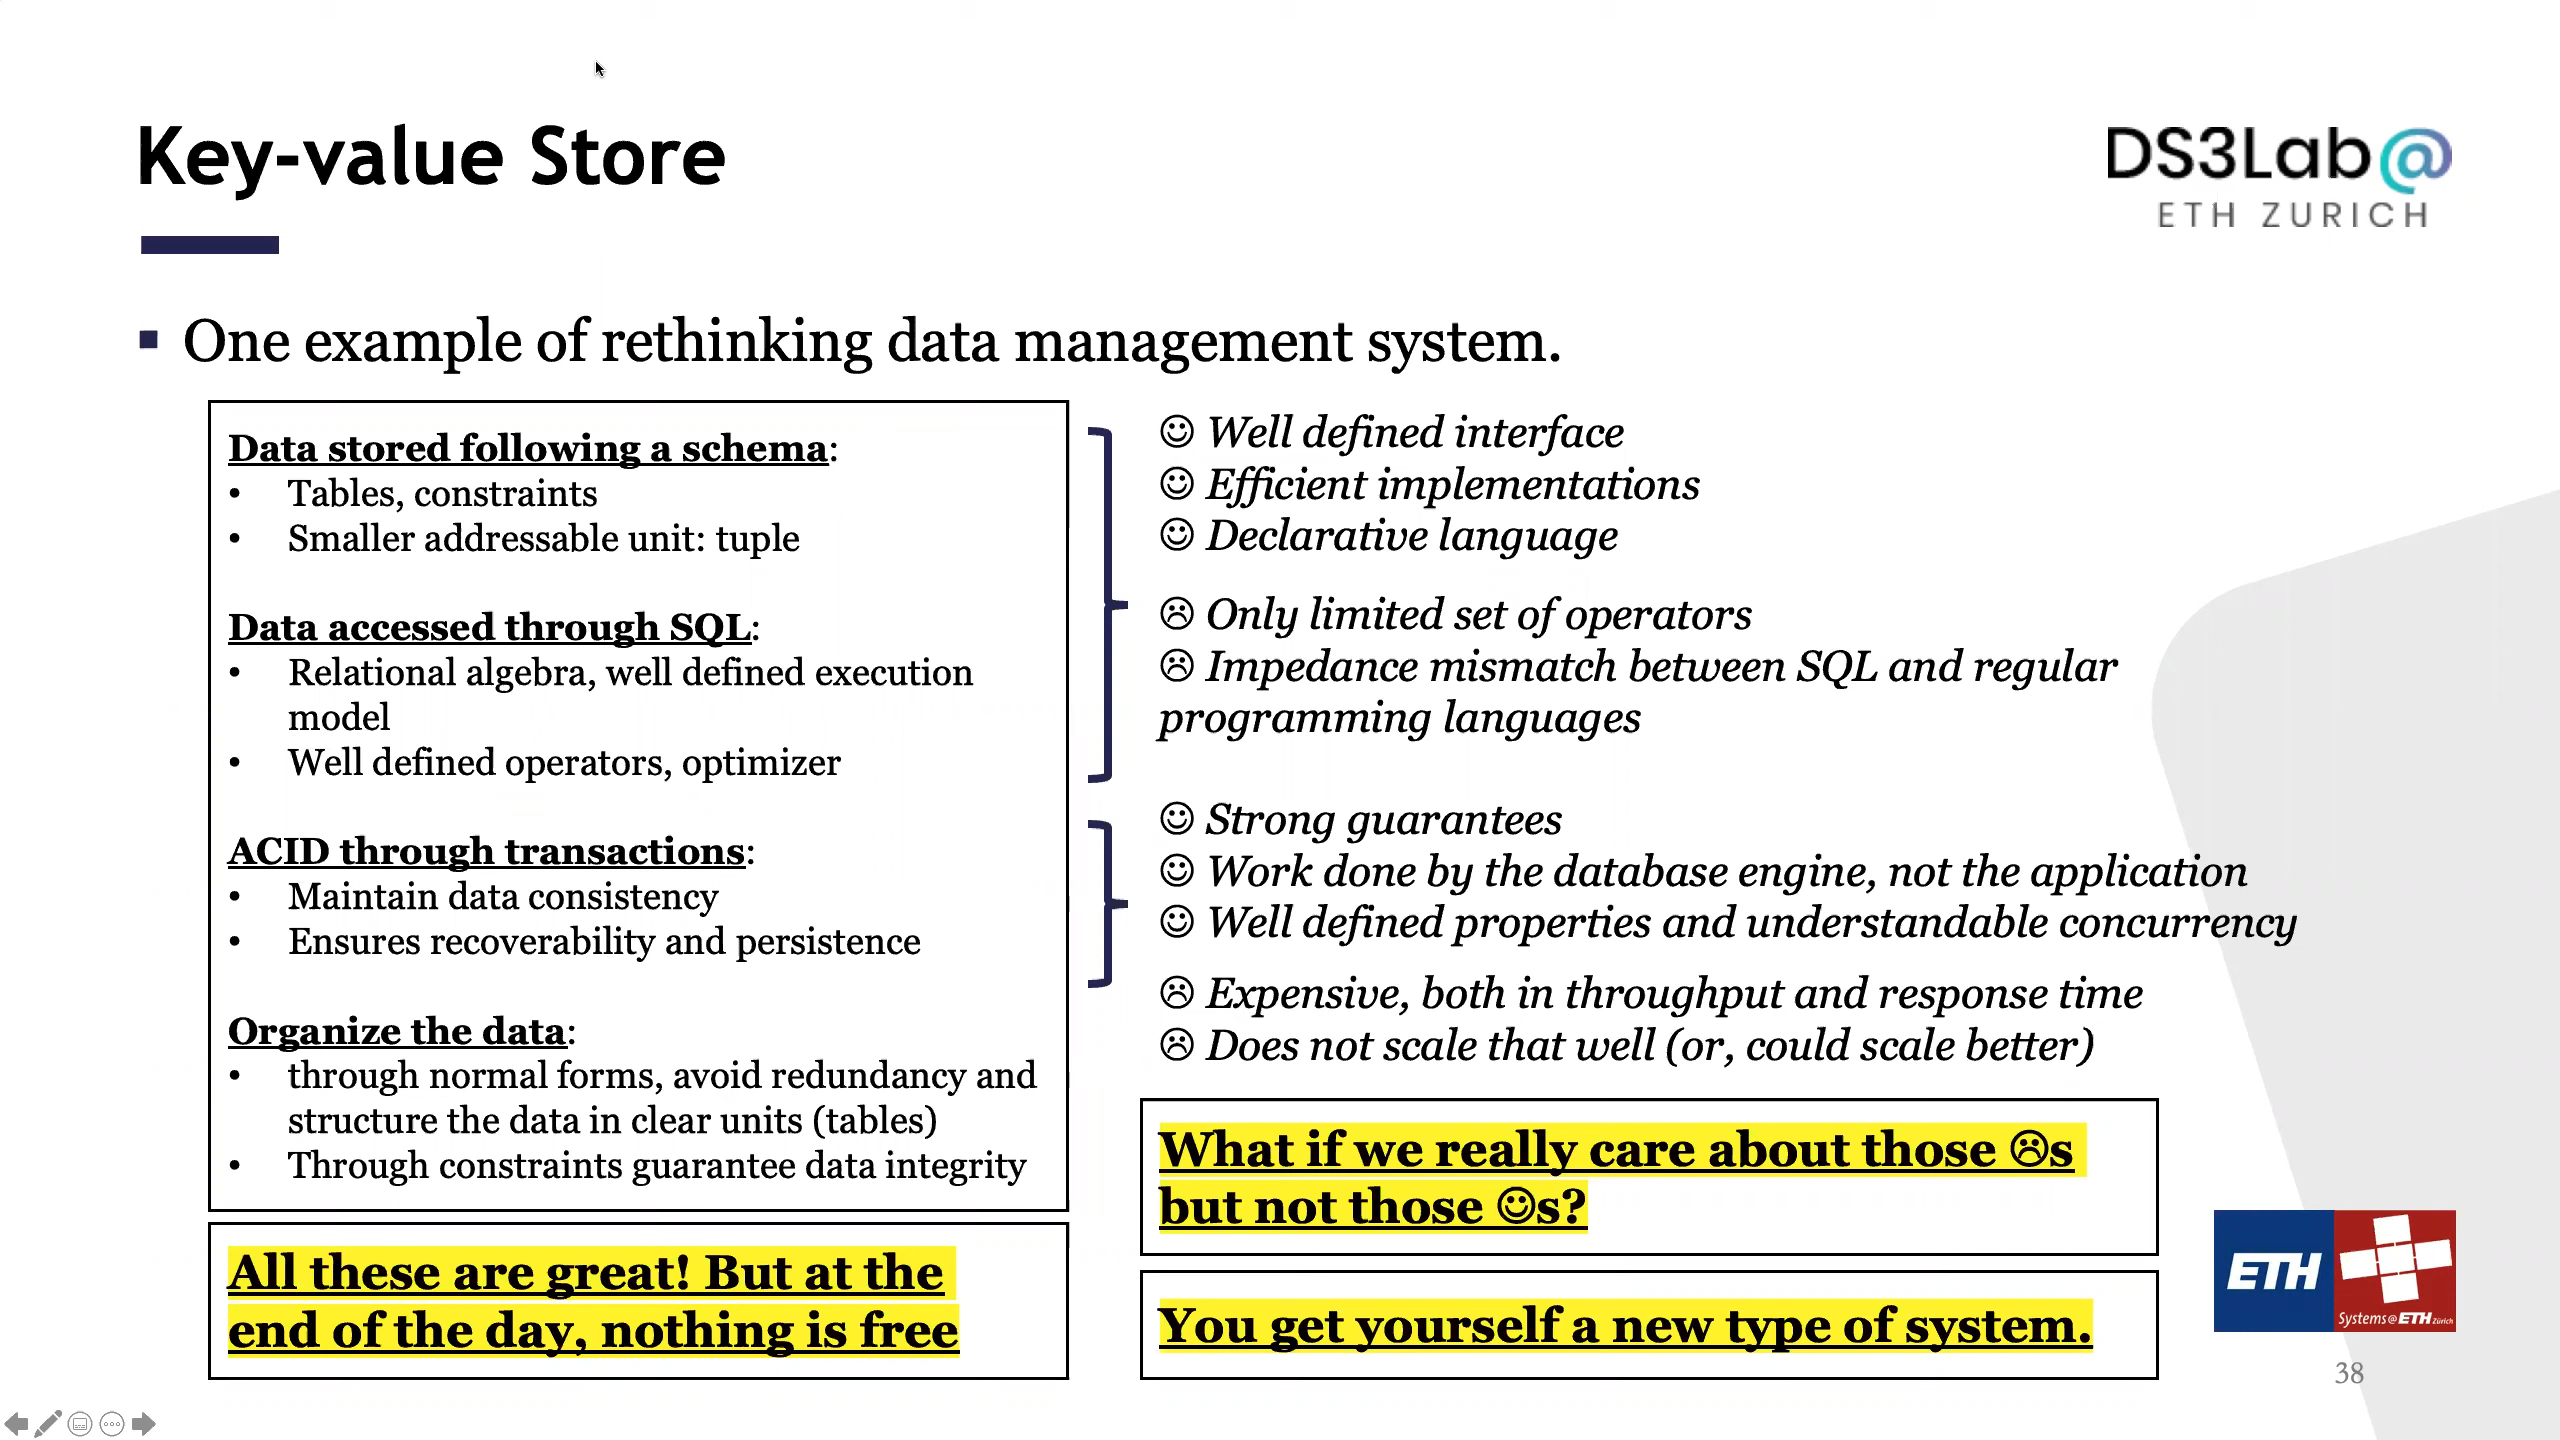 Key-value Store
DS3Lab@
ETH ZURICH
▪ One example of rethinking data management system.
Data stored following a schema:
• Tables, constraints
• Smaller addressable unit: tuple
Data accessed through SQL:
• Relational algebra, well defined execution
model
• Well defined operators, optimizer
ACID through transactions:
• Maintain data consistency
• Ensures recoverability and persistence
Organize the data:
• through normal forms, avoid redundancy and
structure the data in clear units (tables)
• Through constraints guarantee data integrity
All these are great! But at the
end of the day, nothing is free
☺ Well defined interface
☺ Efficient implementations
☺ Declarative language
☹ Only limited set of operators
☹ Impedance mismatch between SQL and regular
programming languages
☺ Strong guarantees
☺ Work done by the database engine, not the application
☺ Well defined properties and understandable concurrency
☹ Expensive, both in throughput and response time
☹ Does not scale that well (or, could scale better)
What if we really care about those ☹s
but not those ☺s?
You get yourself a new type of system.
ETH
Systems@ETH Zürich
38